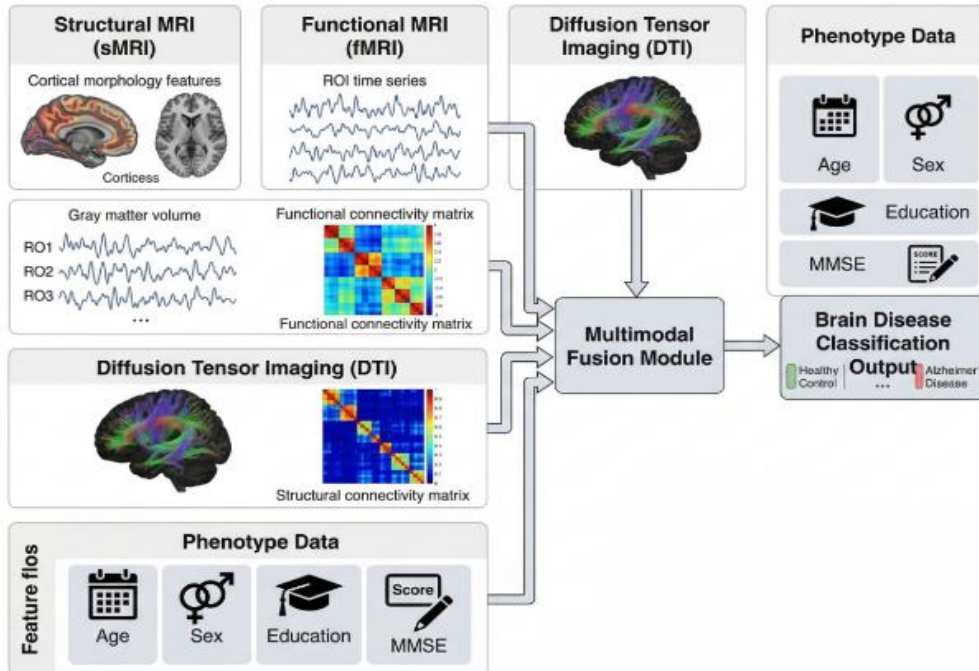 Structural MRI
(sMRI)
Cortical morphology features
Corticess
Functional MRI
(fMRI)
ROI time series
Diffusion Tensor
Imaging (DTI)
Phenotype Data
Age
Sex
Education
MMSE
SCORE
Gray matter volume
RO1
RO2
RO3
...
Functional connectivity matrix
Functional connectivity matrix
Multimodal
Fusion Module
Brain Disease
Classification
Output
Healthy
Control
...
Alzheimer
Disease
Diffusion Tensor Imaging (DTI)
Structural connectivity matrix
Feature flos
Phenotype Data
Age
Sex
Education
Score
MMSE